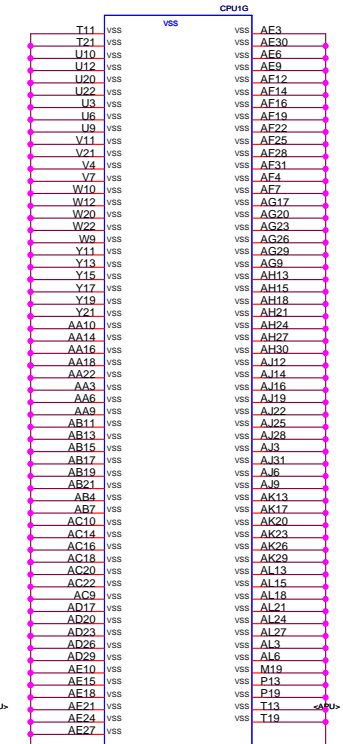 CPU1G
VSS
T11 VSS VSS AE3
T21 VSS VSS AE30
U10 VSS VSS AE6
U12 VSS VSS AE9
U20 VSS VSS AF12
U22 VSS VSS AF14
U3 VSS VSS AF16
U6 VSS VSS AF19
U9 VSS VSS AF22
V11 VSS VSS AF25
V21 VSS VSS AF28
V4 VSS VSS AF31
V7 VSS VSS AF4
W10 VSS VSS AF7
W12 VSS VSS AG17
W20 VSS VSS AG20
W22 VSS VSS AG23
W9 VSS VSS AG26
Y11 VSS VSS AG29
Y13 VSS VSS AG9
Y15 VSS VSS AH13
Y17 VSS VSS AH15
Y19 VSS VSS AH18
Y21 VSS VSS AH21
AA10 VSS VSS AH24
AA14 VSS VSS AH27
AA16 VSS VSS AH30
AA18 VSS VSS AJ12
AA22 VSS VSS AJ14
AA3 VSS VSS AJ16
AA6 VSS VSS AJ19
AA9 VSS VSS AJ22
AB11 VSS VSS AJ25
AB13 VSS VSS AJ28
AB15 VSS VSS AJ3
AB17 VSS VSS AJ31
AB19 VSS VSS AJ6
AB21 VSS VSS AJ9
AB4 VSS VSS AK13
AB7 VSS VSS AK17
AC10 VSS VSS AK20
AC14 VSS VSS AK23
AC16 VSS VSS AK26
AC18 VSS VSS AK29
AC20 VSS VSS AL13
AC22 VSS VSS AL15
AC9 VSS VSS AL18
AD17 VSS VSS AL21
AD20 VSS VSS AL24
AD23 VSS VSS AL27
AD26 VSS VSS AL3
AD29 VSS VSS AL6
AE10 VSS VSS M19
AE15 VSS VSS P13
AE18 VSS VSS P19
AE21 VSS VSS T13 <APU>
AE24 VSS VSS T19
AE27 VSS